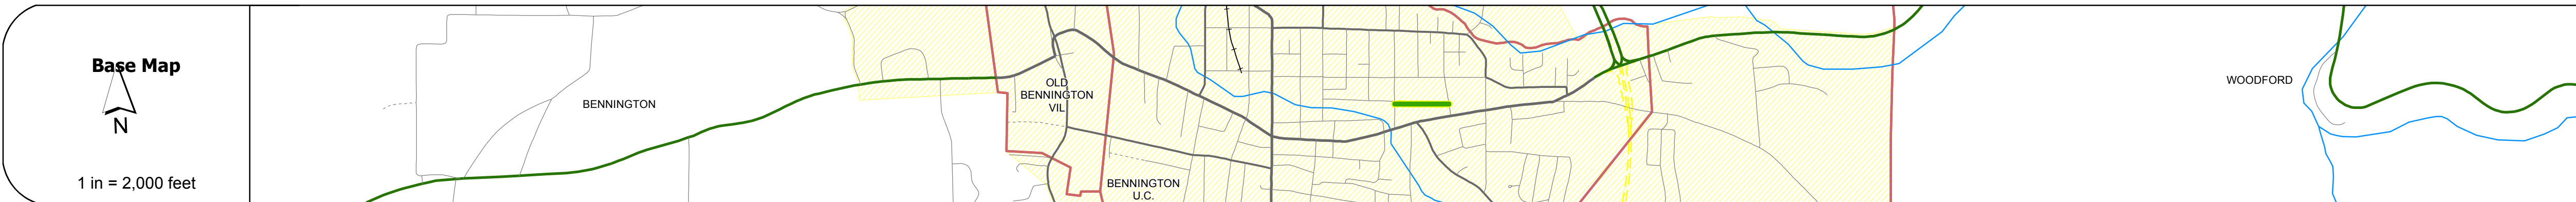 Base Map
N
1 in = 2,000 feet
BENNINGTON
OLD
BENNINGTON
VIL
BENNINGTON
U.C.
WOODFORD